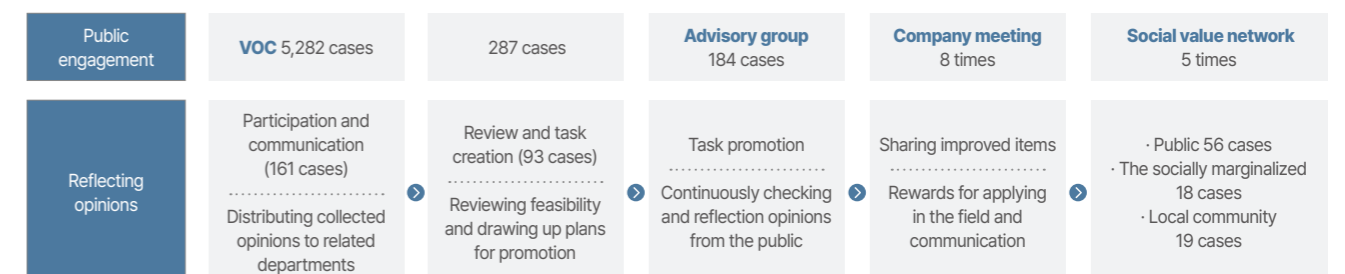 Public
engagement
VOC 5,282 cases
287 cases
Advisory group
184 cases
Company meeting
8 times
Social value network
5 times
Reflecting
opinions
Participation and
communication
(161 cases)
Distributing collected
opinions to related
departments
Review and task
creation (93 cases)
Reviewing feasibility
and drawing up plans
for promotion
Task promotion
Continuously checking
and reflection opinions
from the public
Sharing improved items
Rewards for applying
in the field and
communication
· Public 56 cases
· The socially marginalized
18 cases
· Local community
19 cases